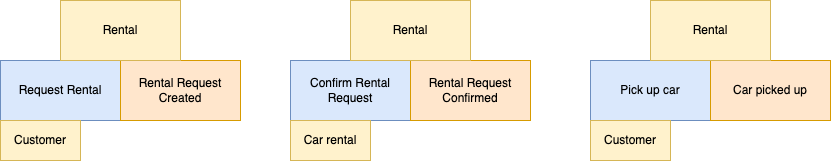 Rental
Request Rental
Rental Request
Created
Customer
Rental
Confirm Rental
Request
Rental Request
Confirmed
Car rental
Rental
Pick up car
Car picked up
Customer